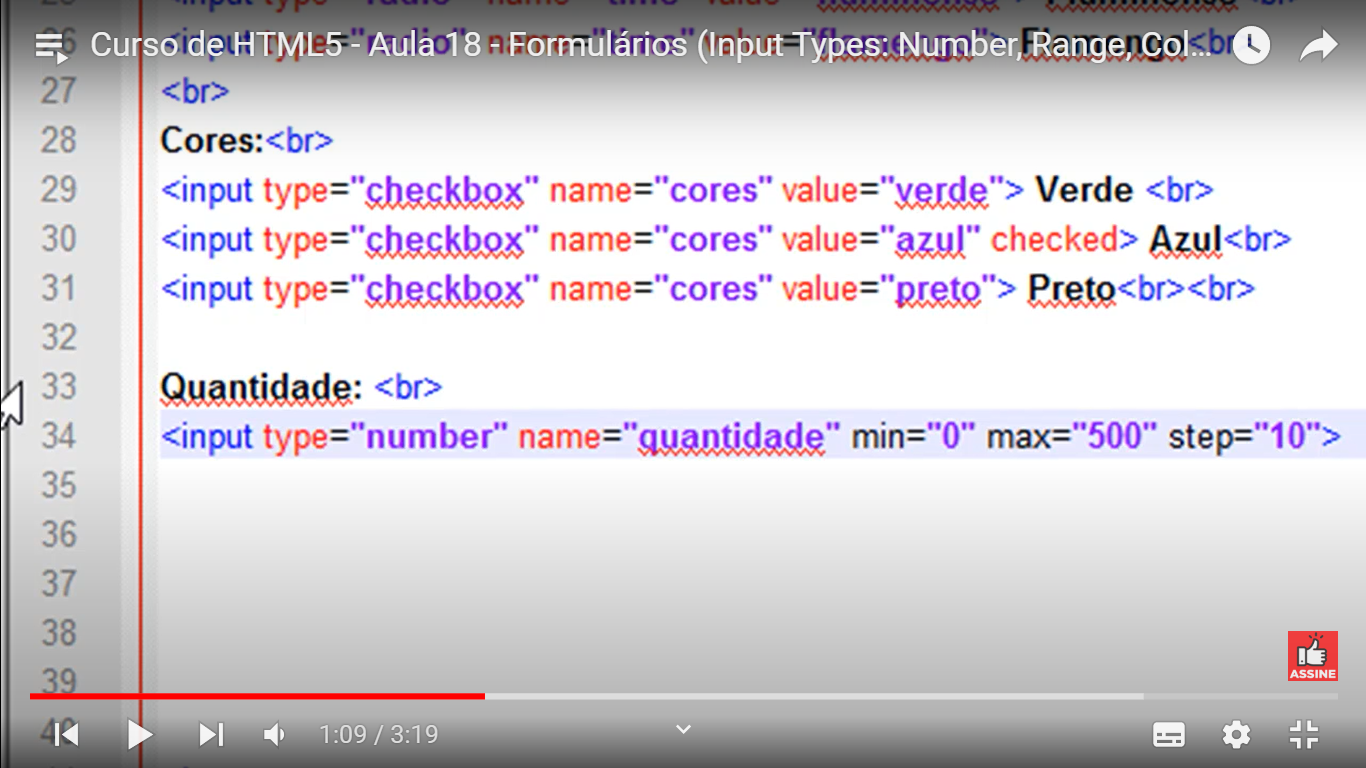 Curso de HTML5 - Aula 18 - Formulários (Input Types: Number, Range, Col...
27 <br>
28 Cores:<br>
29 <input type="checkbox" name="cores" value="verde"> Verde <br>
30 <input type="checkbox" name="cores" value="azul" checked> Azul<br>
31 <input type="checkbox" name="cores" value="preto"> Preto<br><br>
32
33 Quantidade: <br>
34 <input type="number" name="quantidade" min="0" max="500" step="10">
35
36
37
38
39
40
ASSINE
1:09 / 3:19